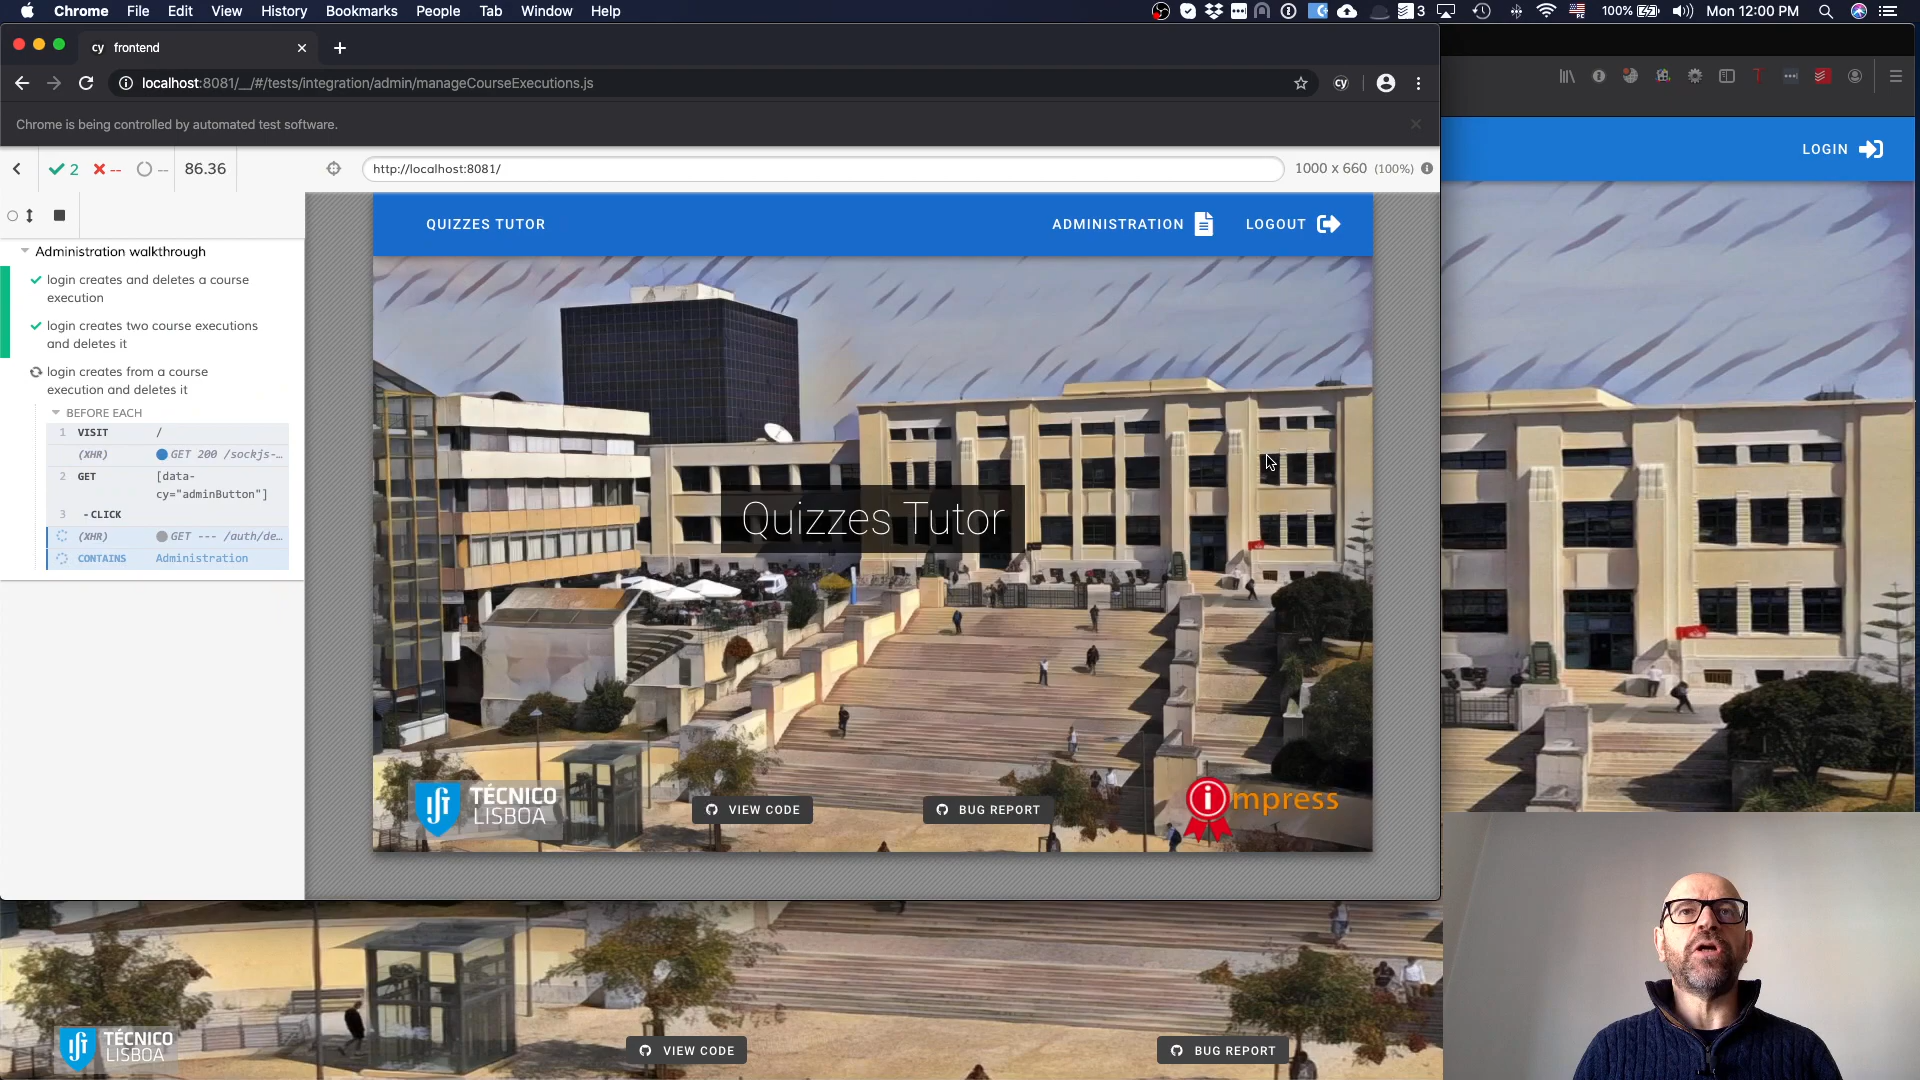 Chrome File Edit View History Bookmarks People Tab Window Help
3 100% Mon 12:00 PM
cy frontend
localhost:8081/__/#/tests/integration/admin/manageCourseExecutions.js
cy
Chrome is being controlled by automated test software.
2 -- -- 86.36
http://localhost:8081/
1000 x 660 (100%)
LOGIN
QUIZZES TUTOR
ADMINISTRATION
LOGOUT
Administration walkthrough
login creates and deletes a course
execution
login creates two course executions
and deletes it
login creates from a course
execution and deletes it
BEFORE EACH
1 VISIT /
(XHR) GET 200 /sockjs-…
2 GET [data-
cy="adminButton"]
3 -CLICK
(XHR) GET --- /auth/de…
CONTAINS Administration
Quizzes Tutor
TÉCNICO
LISBOA
VIEW CODE
BUG REPORT
impress
TÉCNICO
LISBOA
VIEW CODE
BUG REPORT